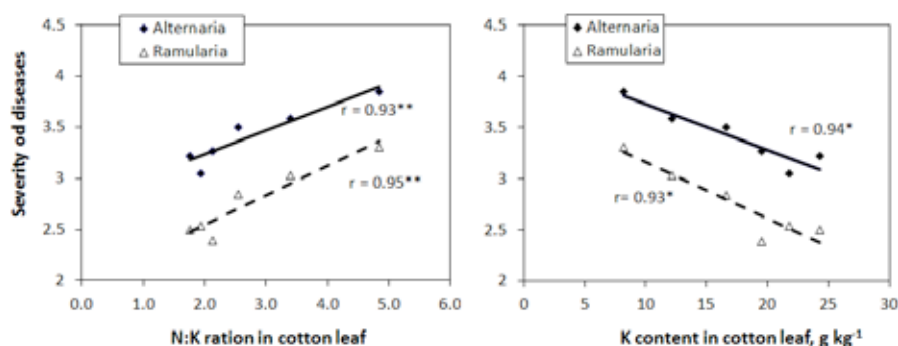 4.5
4
3.5
3
2.5
2
Severity od diseases
Alternaria
Ramularia
r = 0.93**
r = 0.95**
0.0 1.0 2.0 3.0 4.0 5.0 6.0
N:K ration in cotton leaf
4.5
4
3.5
3
2.5
2
Alternaria
Ramularia
r = 0.94*
r= 0.93*
0 5 10 15 20 25 30
K content in cotton leaf, g kg⁻¹